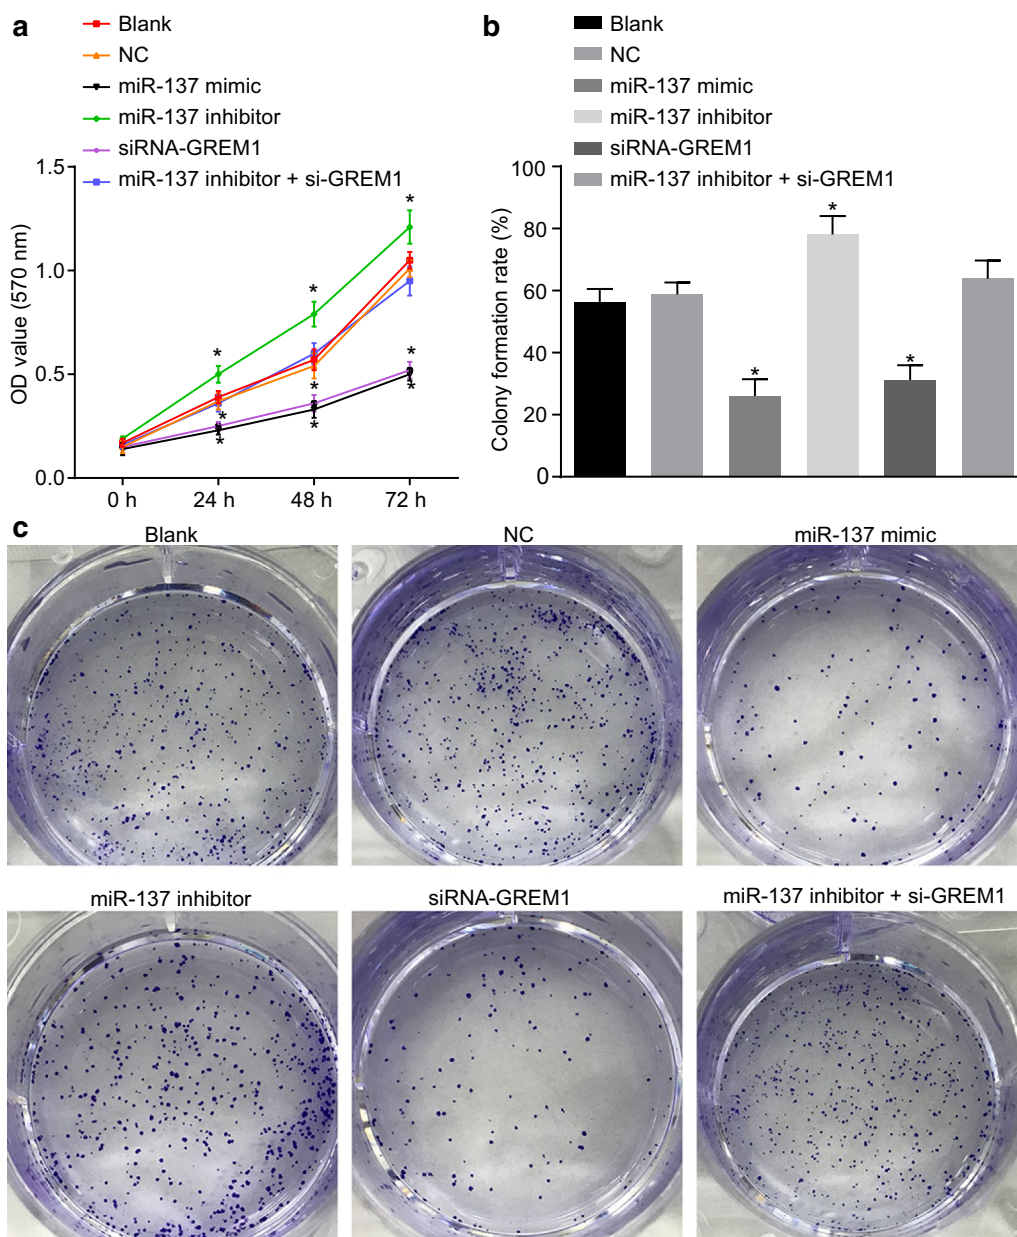 a
Blank
NC
miR-137 mimic
miR-137 inhibitor
siRNA-GREM1
miR-137 inhibitor + si-GREM1
OD value (570 nm)
1.5
1.0
0.5
0.0
*
*
*
*
*
*
*
*
*
0 h
24 h
48 h
72 h
b
Blank
NC
miR-137 mimic
miR-137 inhibitor
siRNA-GREM1
miR-137 inhibitor + si-GREM1
Colony formation rate (%)
100
80
60
40
20
0
*
*
*
c
Blank
NC
miR-137 mimic
miR-137 inhibitor
siRNA-GREM1
miR-137 inhibitor + si-GREM1